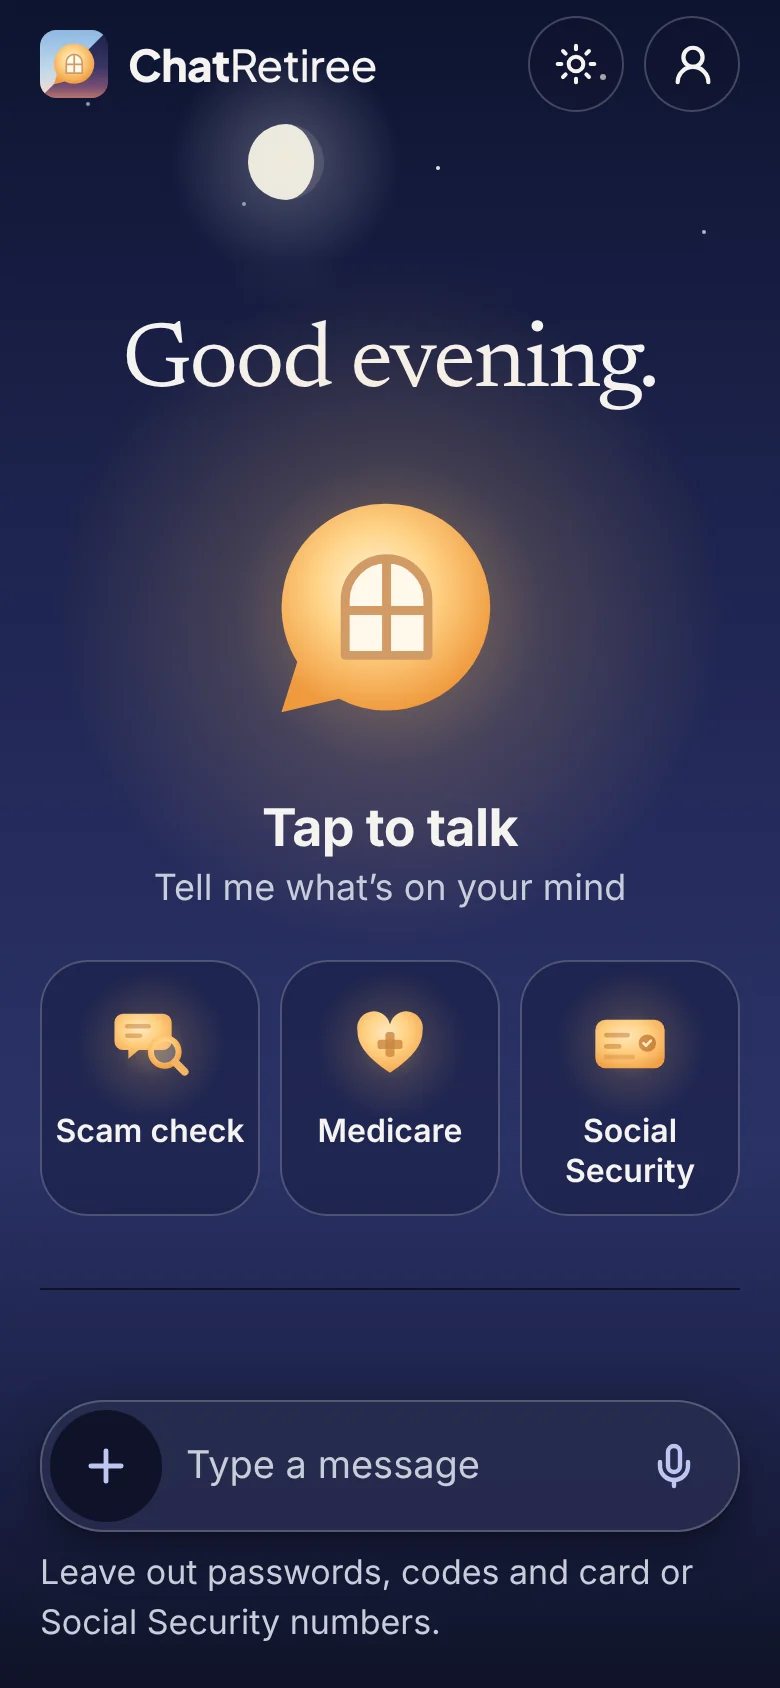 ChatRetiree
Good evening.
Tap to talk
Tell me what’s on your mind
Scam check
Medicare
Social
Security
Type a message
Leave out passwords, codes and card or
Social Security numbers.